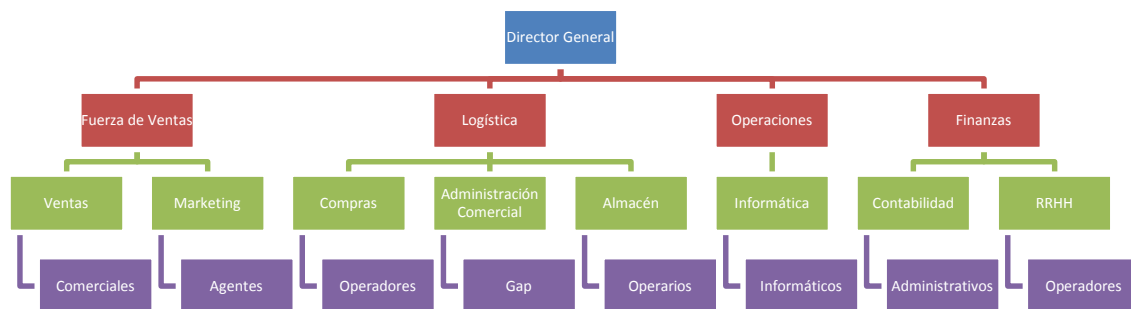 Director General
Fuerza de Ventas
Logística
Operaciones
Finanzas
Ventas
Marketing
Compras
Administración
Comercial
Almacén
Informática
Contabilidad
RRHH
Comerciales
Agentes
Operadores
Gap
Operarios
Informáticos
Administrativos
Operadores